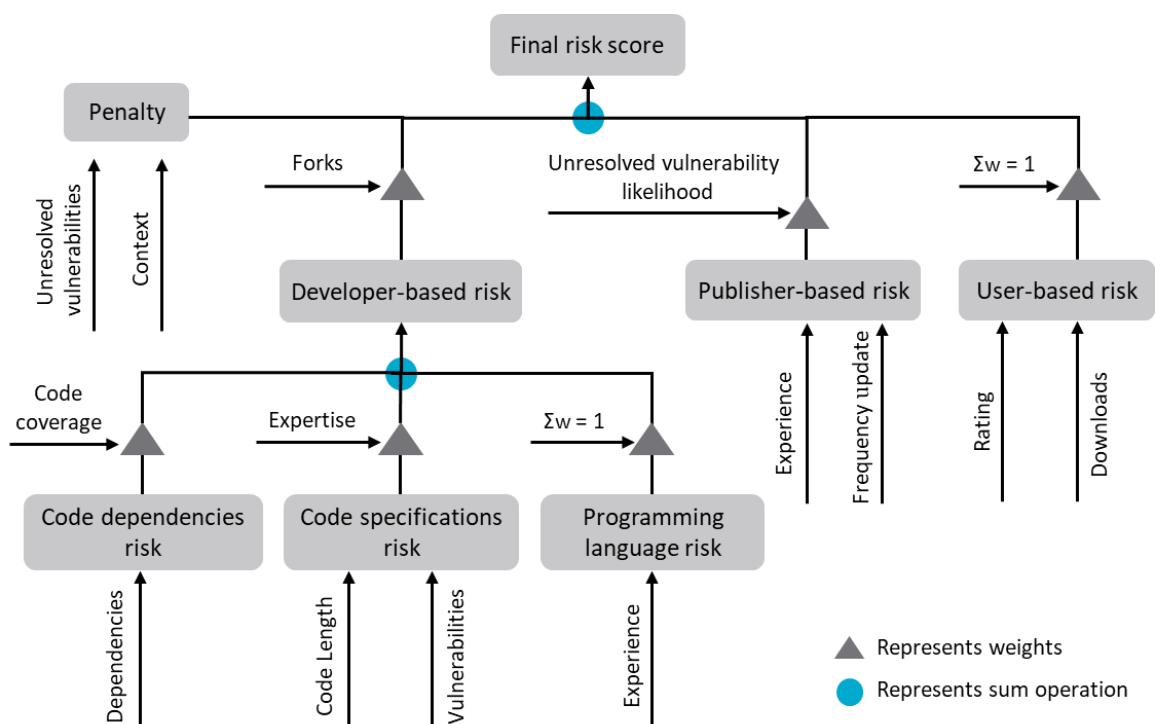 Final risk score
Penalty
Forks
Unresolved vulnerability
likelihood
Σw = 1
Unresolved
vulnerabilities
Context
Developer-based risk
Publisher-based risk
User-based risk
Code
coverage
Expertise
Σw = 1
Experience
Frequency update
Rating
Downloads
Code dependencies
risk
Code specifications
risk
Programming
language risk
Dependencies
Code Length
Vulnerabilities
Experience
Represents weights
Represents sum operation